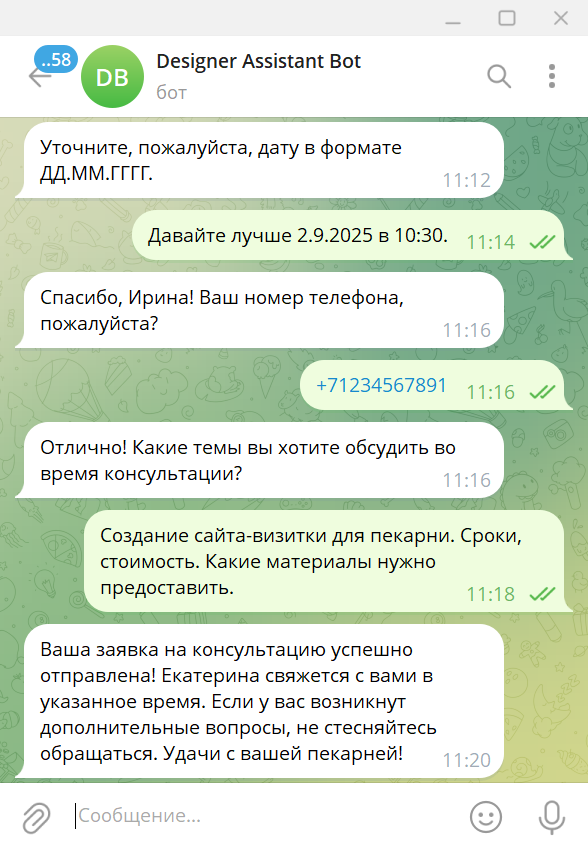 ..58
DB
Designer Assistant Bot
бот
Уточните, пожалуйста, дату в формате
ДД.ММ.ГГГГ.
11:12
Давайте лучше 2.9.2025 в 10:30.
11:14
Спасибо, Ирина! Ваш номер телефона,
пожалуйста?
11:16
+71234567891
11:16
Отлично! Какие темы вы хотите обсудить во
время консультации?
11:16
Создание сайта-визитки для пекарни. Сроки,
стоимость. Какие материалы нужно
предоставить.
11:18
Ваша заявка на консультацию успешно
отправлена! Екатерина свяжется с вами в
указанное время. Если у вас возникнут
дополнительные вопросы, не стесняйтесь
обращаться. Удачи с вашей пекарней!
11:20
Сообщение...